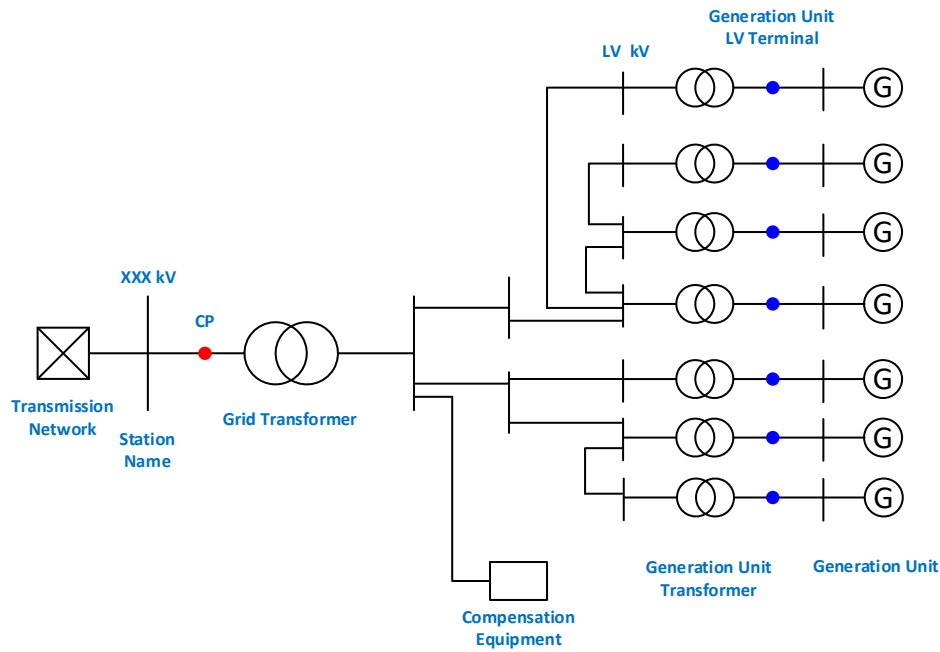 Generation Unit
LV Terminal
LV kV
G
G
G
G
G
G
G
XXX kV
CP
Transmission
Network
Station
Name
Grid Transformer
Generation Unit
Transformer
Generation Unit
Compensation
Equipment